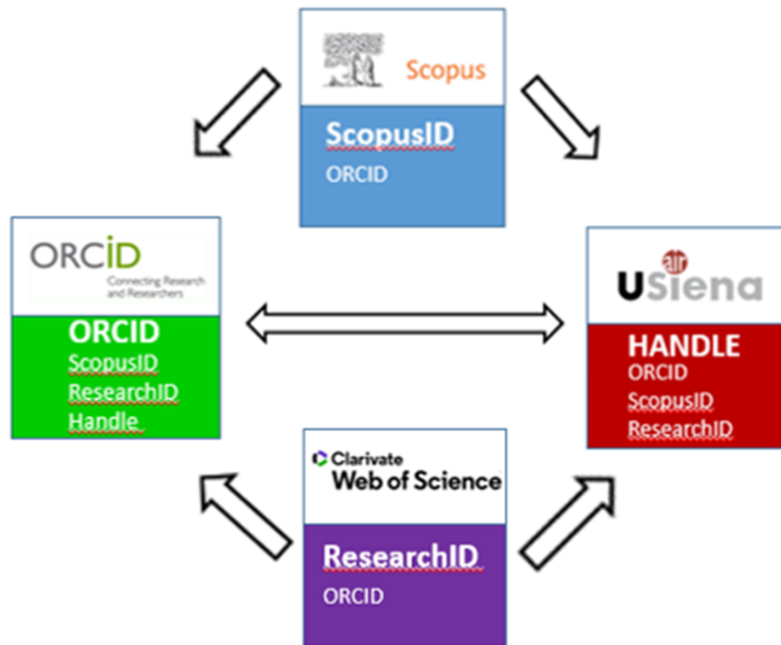 Scopus
ScopusID
ORCID
ORCID
Connecting Research
and Researchers
ORCID
ScopusID
ResearchID
Handle
air
USiena
HANDLE
ORCID
ScopusID
ResearchID
Clarivate
Web of Science
ResearchID
ORCID